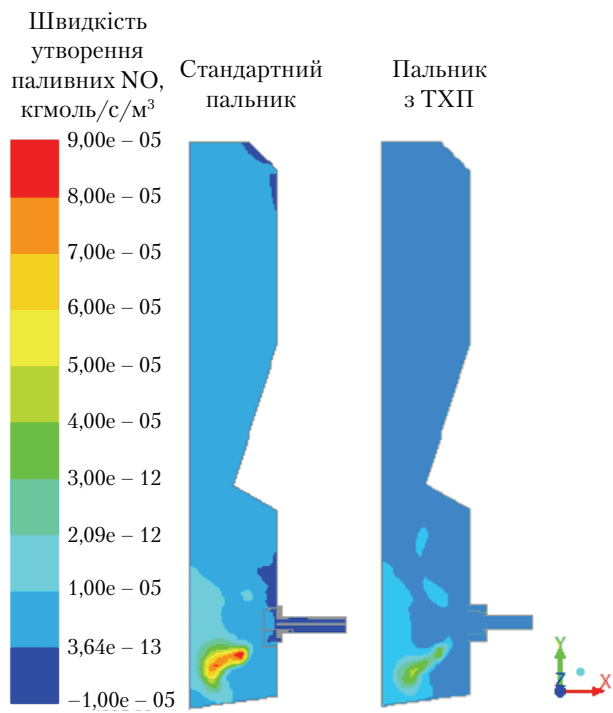 Швидкість
утворення
паливних NO,
кгмоль/с/м³
Стандартний
пальник
Пальник
з ТХП
9,00e – 05
8,00e – 05
7,00e – 05
6,00e – 05
5,00e – 05
4,00e – 05
3,00e – 12
2,09e – 12
1,00e – 05
3,64e – 13
–1,00e – 05
Y
Z
X